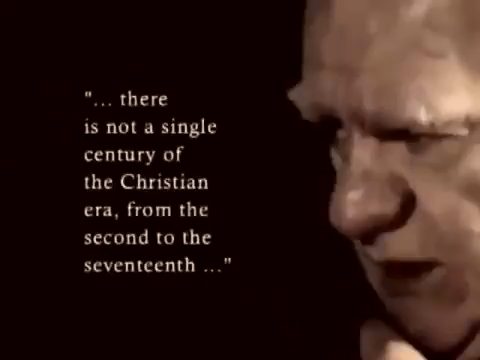 "... there
is not a single
century of
the Christian
era, from the
second to the
seventeenth ..."